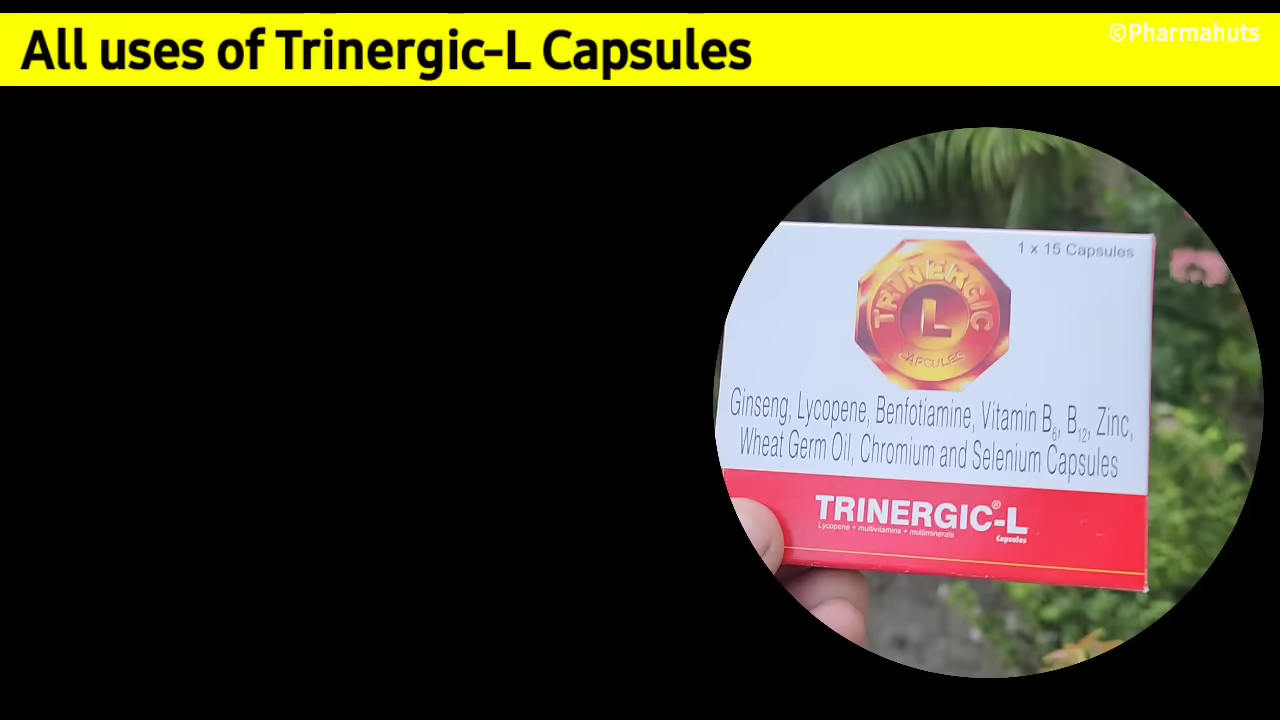 All uses of Trinergic-L Capsules
©Pharmahuts
1 x 15 Capsules
TRINERGIC
L
CAPSULES
Ginseng, Lycopene, Benfotiamine, Vitamin B6, B12, Zinc,
Wheat Germ Oil, Chromium and Selenium Capsules
TRINERGIC®-L
Lycopene + multivitamins + multiminerals
Capsules